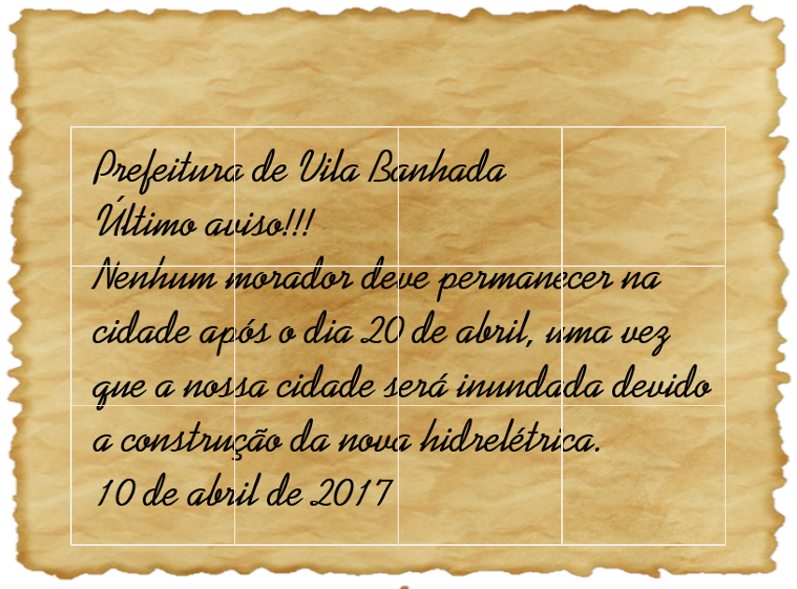 Prefeitura de Vila Banhada
Último aviso!!!
Nenhum morador deve permanecer na
cidade após o dia 20 de abril, uma vez
que a nossa cidade será inundada devido
a construção da nova hidrelétrica.
10 de abril de 2017